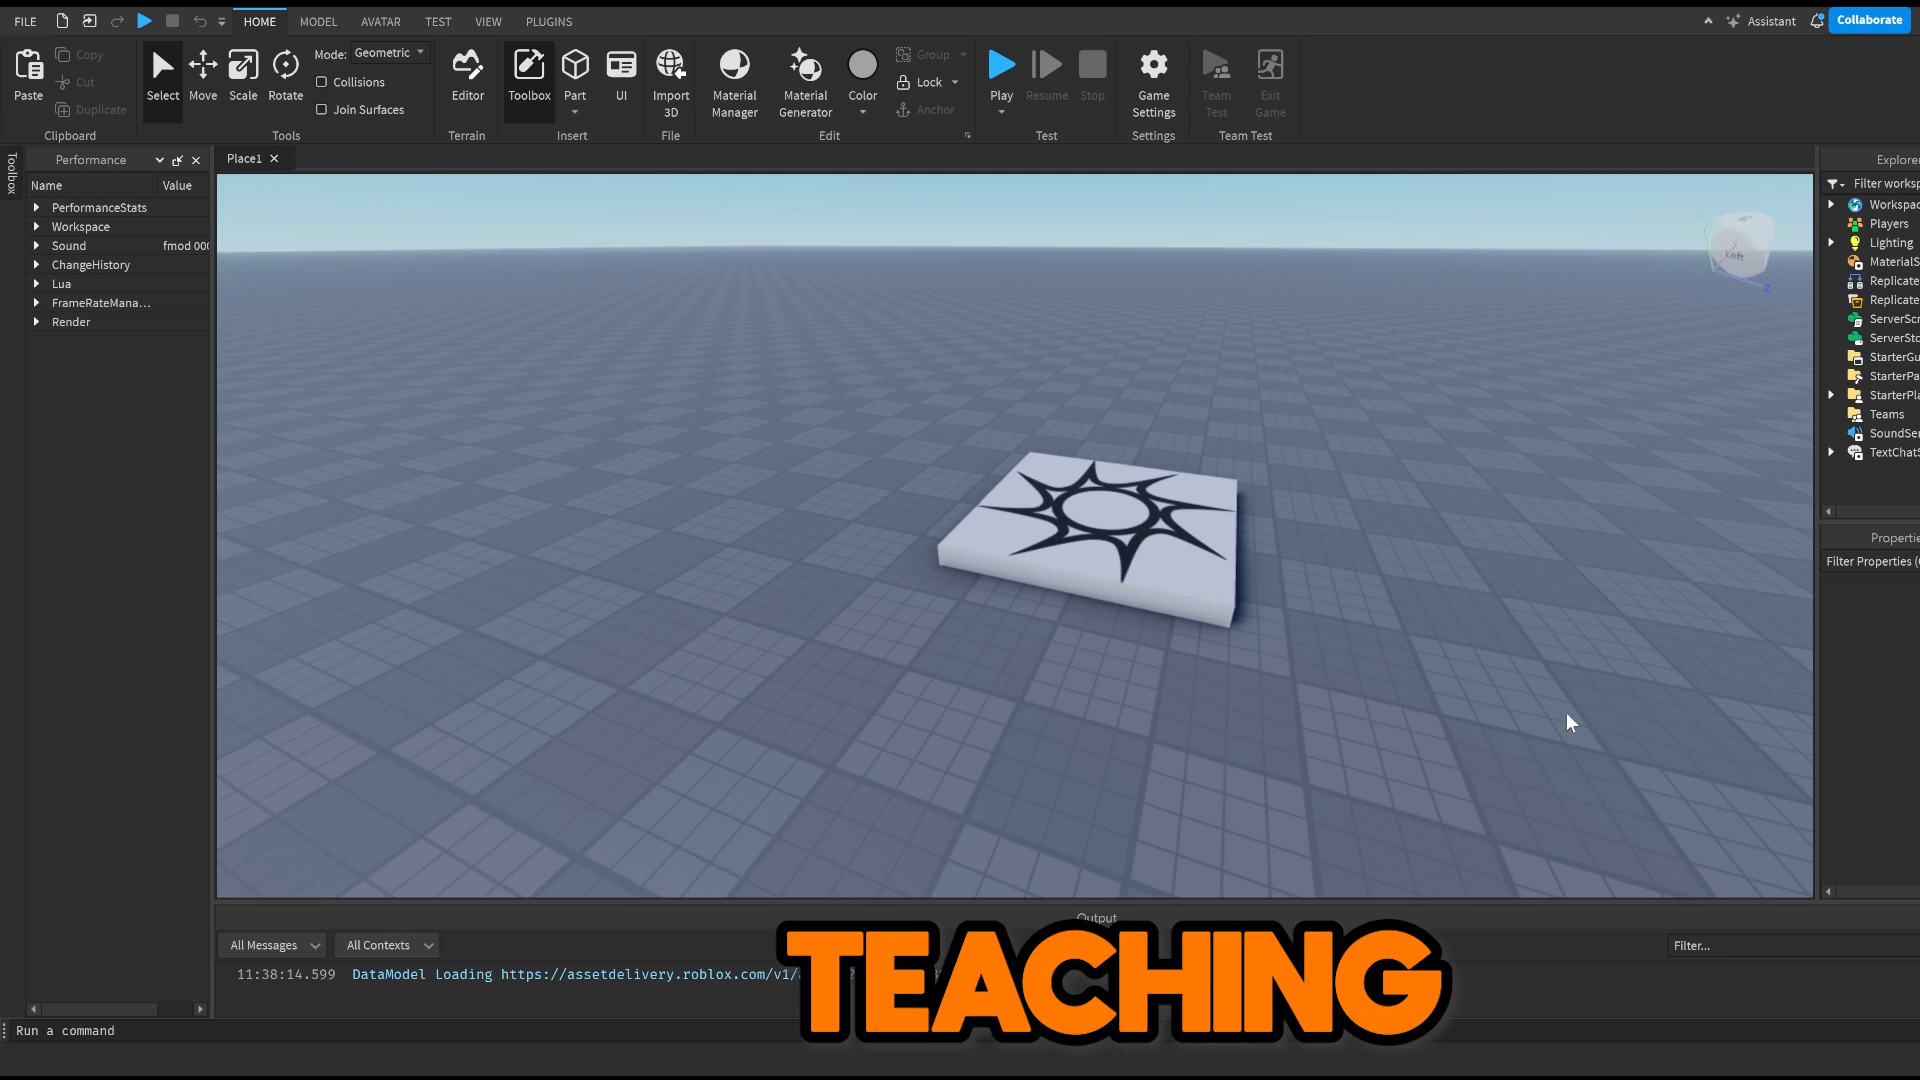 FILE HOME MODEL AVATAR TEST VIEW PLUGINS Assistant Collaborate
Paste Copy Cut Duplicate
Select Move Scale Rotate
Mode: Geometric
Collisions
Join Surfaces
Editor
Toolbox Part UI
Import 3D
Material Manager
Material Generator
Color
Group
Lock
Anchor
Play Resume Stop
Game Settings
Team Test
Exit Game
Clipboard Tools Terrain Insert File Edit Test Settings Team Test
Toolbox
Performance
Name Value
PerformanceStats
Workspace
Sound fmod 000
ChangeHistory
Lua
FrameRateMana...
Render
Place1
Left
X
Z
Explorer
Filter worksp
Workspac
Players
Lighting
MaterialS
Replicate
Replicate
ServerScr
ServerSto
StarterGu
StarterPa
StarterPla
Teams
SoundSer
TextChatS
Propertie
Filter Properties (
Output
All Messages All Contexts Filter...
11:38:14.599 DataModel Loading https://assetdelivery.roblox.com/v1/
TEACHING
Run a command